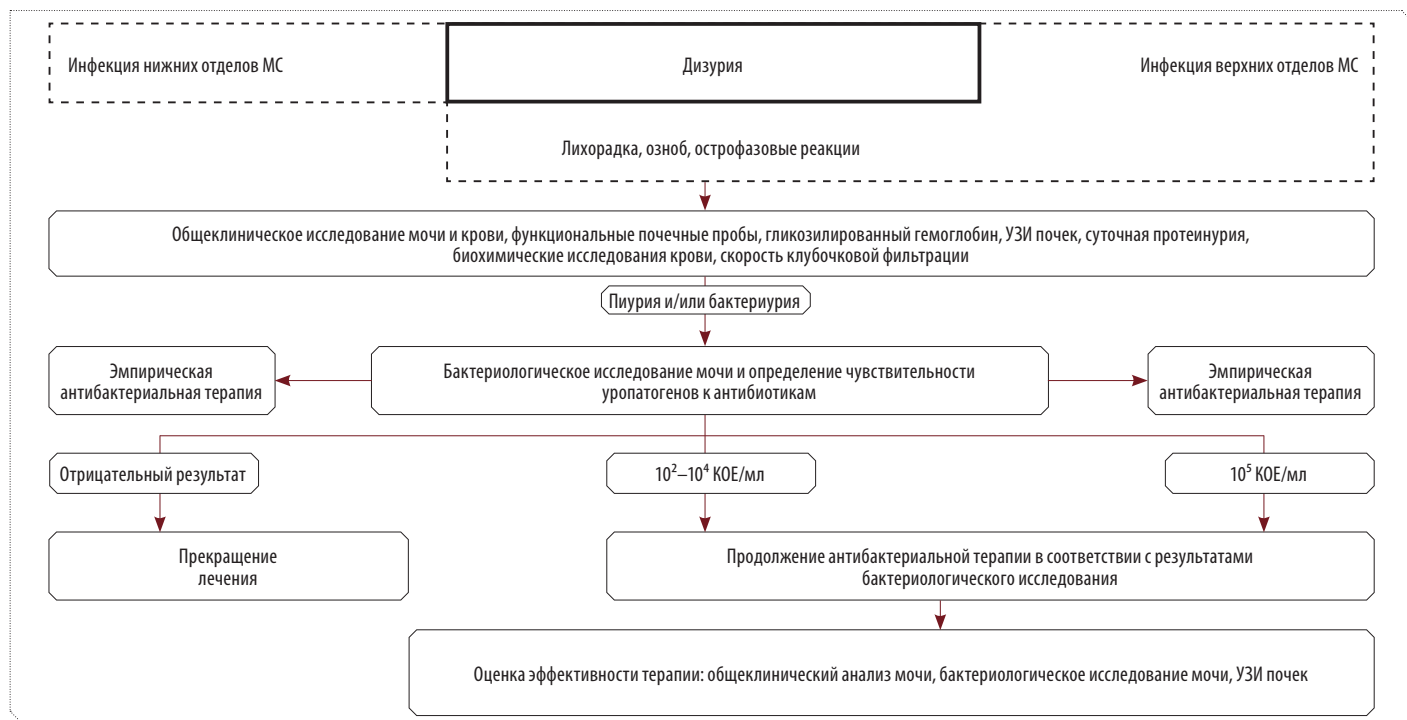 Инфекция нижних отделов МС
Дизурия
Инфекция верхних отделов МС
Лихорадка, озноб, острофазовые реакции
Общеклиническое исследование мочи и крови, функциональные почечные пробы, гликозилированный гемоглобин, УЗИ почек, суточная протеинурия,
биохимические исследования крови, скорость клубочковой фильтрации
Пиурия и/или бактериурия
Эмпирическая
антибактериальная терапия
Бактериологическое исследование мочи и определение чувствительности
уропатогенов к антибиотикам
Эмпирическая
антибактериальная терапия
Отрицательный результат
10²–10⁴ КОЕ/мл
10⁵ КОЕ/мл
Прекращение
лечения
Продолжение антибактериальной терапии в соответствии с результатами
бактериологического исследования
Оценка эффективности терапии: общеклинический анализ мочи, бактериологическое исследование мочи, УЗИ почек